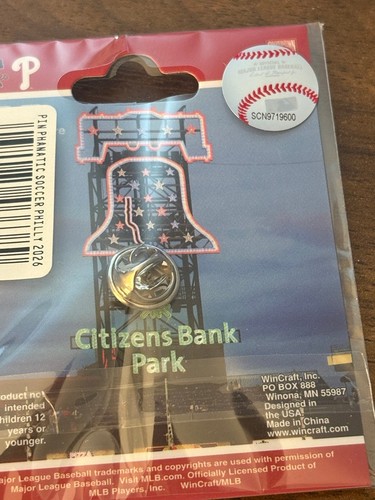 P
SCN9719600
PIN PHANATIC SOCCER PHILLY 2026
Citizens Bank
Park
oduct not
intended
hildren 12
years or
younger.
WinCraft, Inc.
PO BOX 888
Winona, MN 55987
Designed in
the USA
Made in China
www.wincraft.com
ajor League Baseball trademarks and copyrights are used with permission of
Major League Baseball. Visit MLB.com. Officially Licensed Product of
MLB Players, Inc. WinCraft/MLB